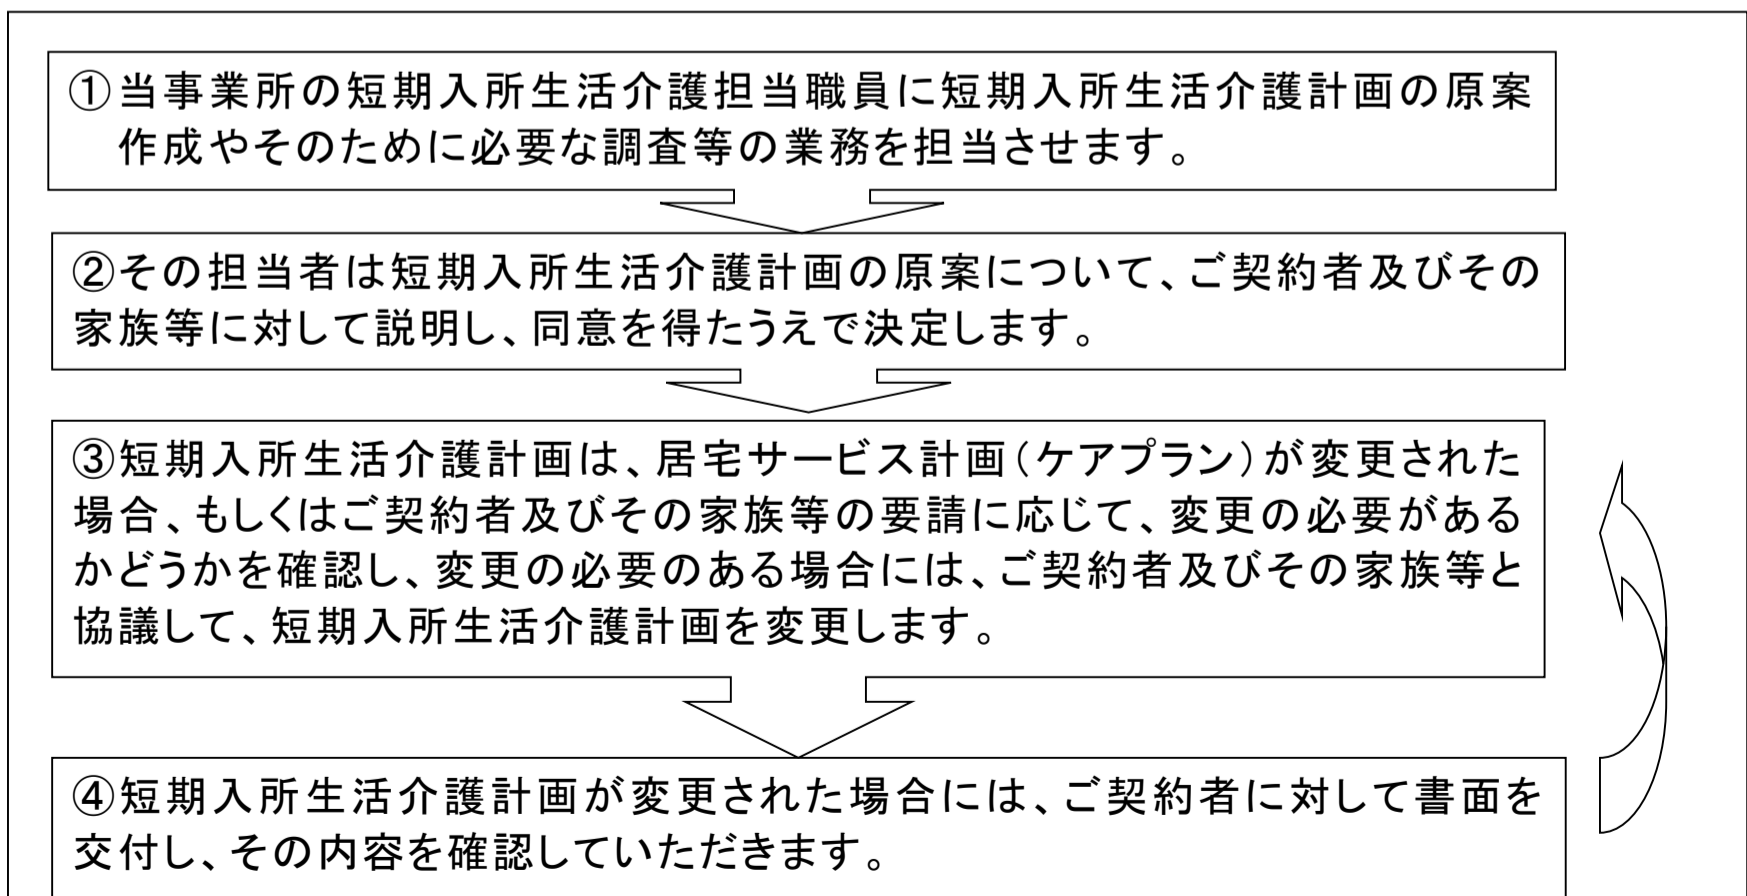 ①当事業所の短期入所生活介護担当職員に短期入所生活介護計画の原案
作成やそのために必要な調査等の業務を担当させます。
②その担当者は短期入所生活介護計画の原案について、ご契約者及びその
家族等に対して説明し、同意を得たうえで決定します。
③短期入所生活介護計画は、居宅サービス計画（ケアプラン）が変更された
場合、もしくはご契約者及びその家族等の要請に応じて、変更の必要がある
かどうかを確認し、変更の必要のある場合には、ご契約者及びその家族等と
協議して、短期入所生活介護計画を変更します。
④短期入所生活介護計画が変更された場合には、ご契約者に対して書面を
交付し、その内容を確認していただきます。